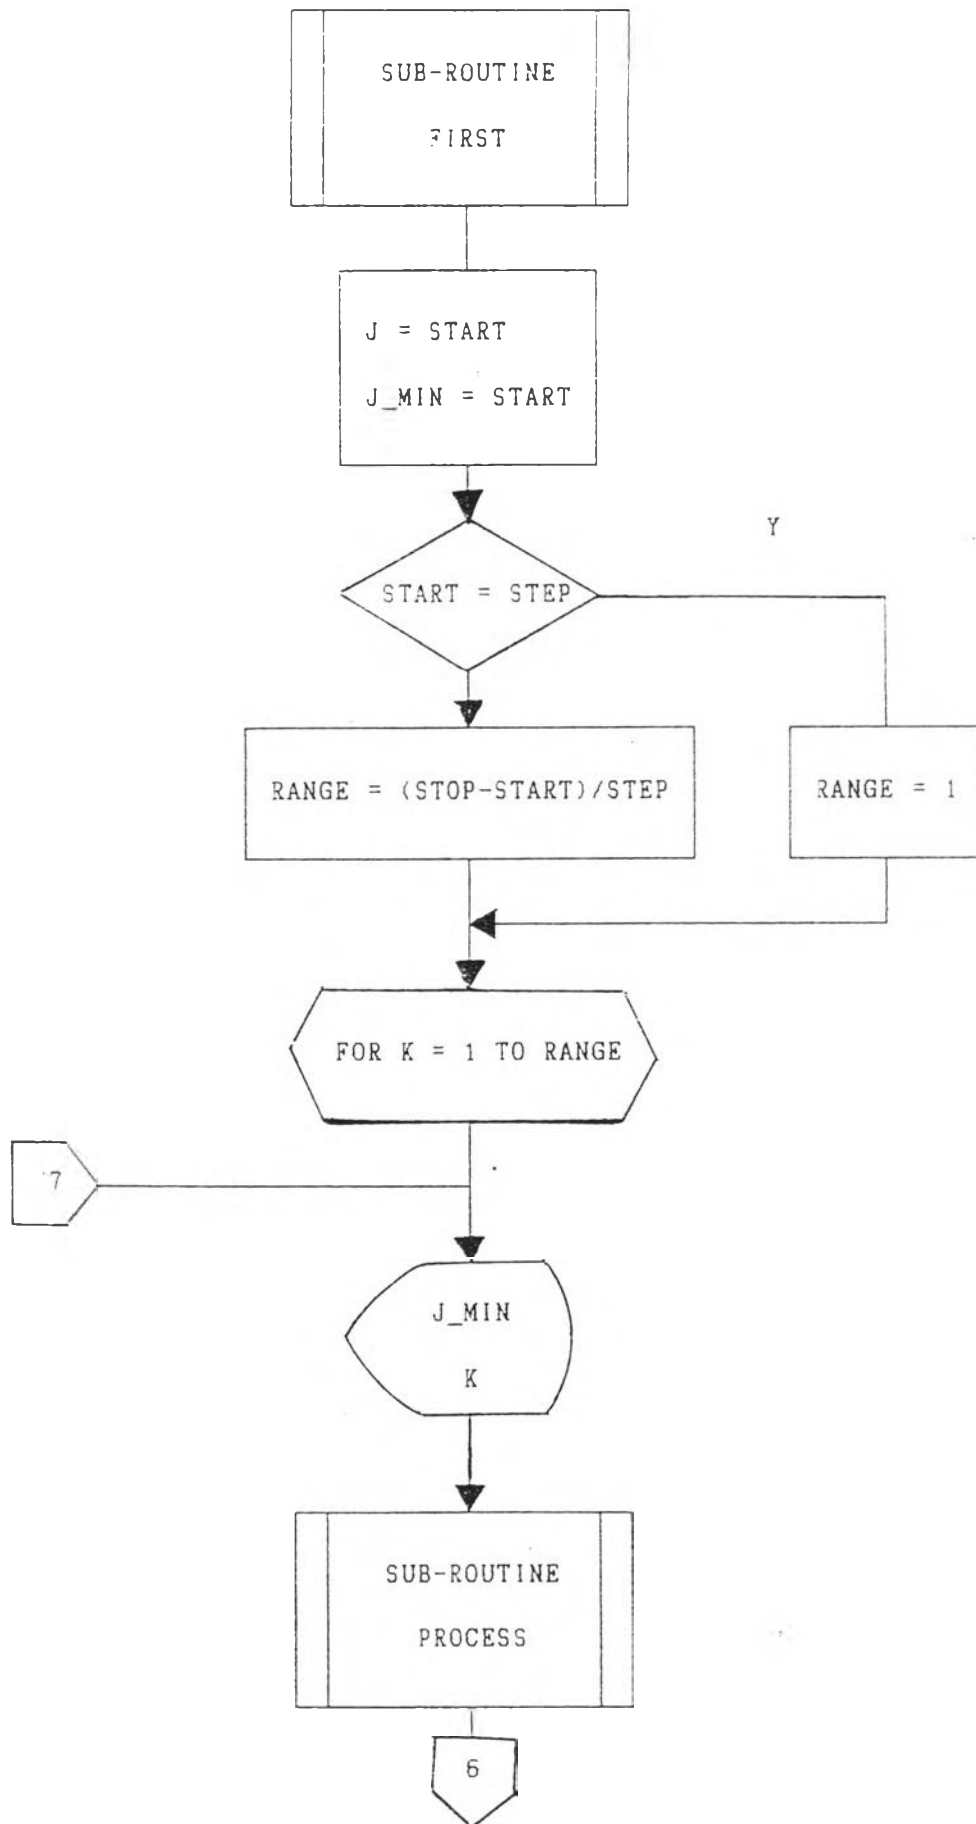 SUB-ROUTINE
FIRST
J = START
J_MIN = START
Y
START = STEP
RANGE = (STOP-START)/STEP
RANGE = 1
FOR K = 1 TO RANGE
7
J_MIN
K
SUB-ROUTINE
PROCESS
6